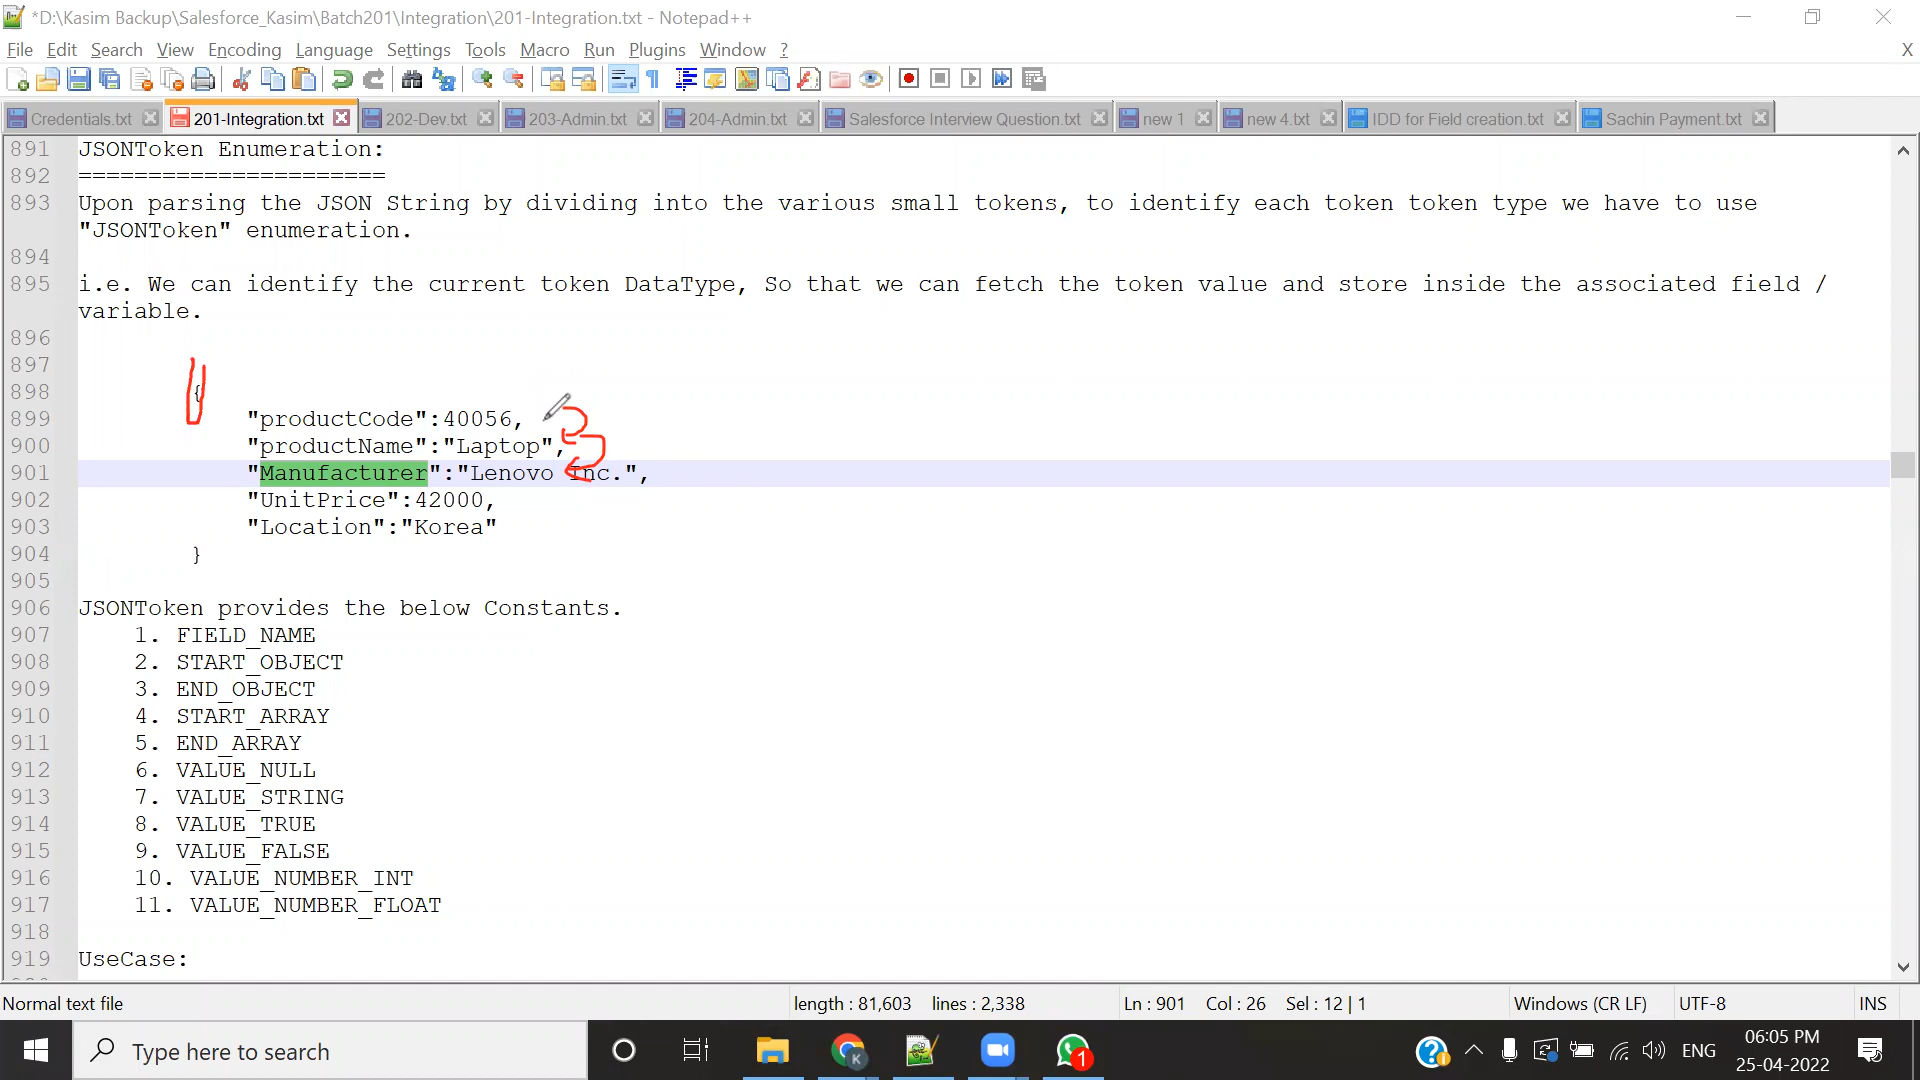 *D:\Kasim Backup\Salesforce_Kasim\Batch201\Integration\201-Integration.txt - Notepad++
File Edit Search View Encoding Language Settings Tools Macro Run Plugins Window ? X
Credentials.txt 201-Integration.txt 202-Dev.txt 203-Admin.txt 204-Admin.txt Salesforce Interview Question.txt new 1 new 4.txt IDD for Field creation.txt Sachin Payment.txt
891 JSONToken Enumeration:
892 ======================
893 Upon parsing the JSON String by dividing into the various small tokens, to identify each token token type we have to use
"JSONToken" enumeration.
894
895 i.e. We can identify the current token DataType, So that we can fetch the token value and store inside the associated field /
variable.
896
897
898 {
899 "productCode":40056,
900 "productName":"Laptop",
901 "Manufacturer":"Lenovo Inc.",
902 "UnitPrice":42000,
903 "Location":"Korea"
904 }
905
906 JSONToken provides the below Constants.
907 1. FIELD_NAME
908 2. START_OBJECT
909 3. END_OBJECT
910 4. START_ARRAY
911 5. END_ARRAY
912 6. VALUE_NULL
913 7. VALUE_STRING
914 8. VALUE_TRUE
915 9. VALUE_FALSE
916 10. VALUE_NUMBER_INT
917 11. VALUE_NUMBER_FLOAT
918
919 UseCase:
Normal text file length : 81,603 lines : 2,338 Ln : 901 Col : 26 Sel : 12 | 1 Windows (CR LF) UTF-8 INS
Type here to search K 1 ENG 06:05 PM
25-04-2022